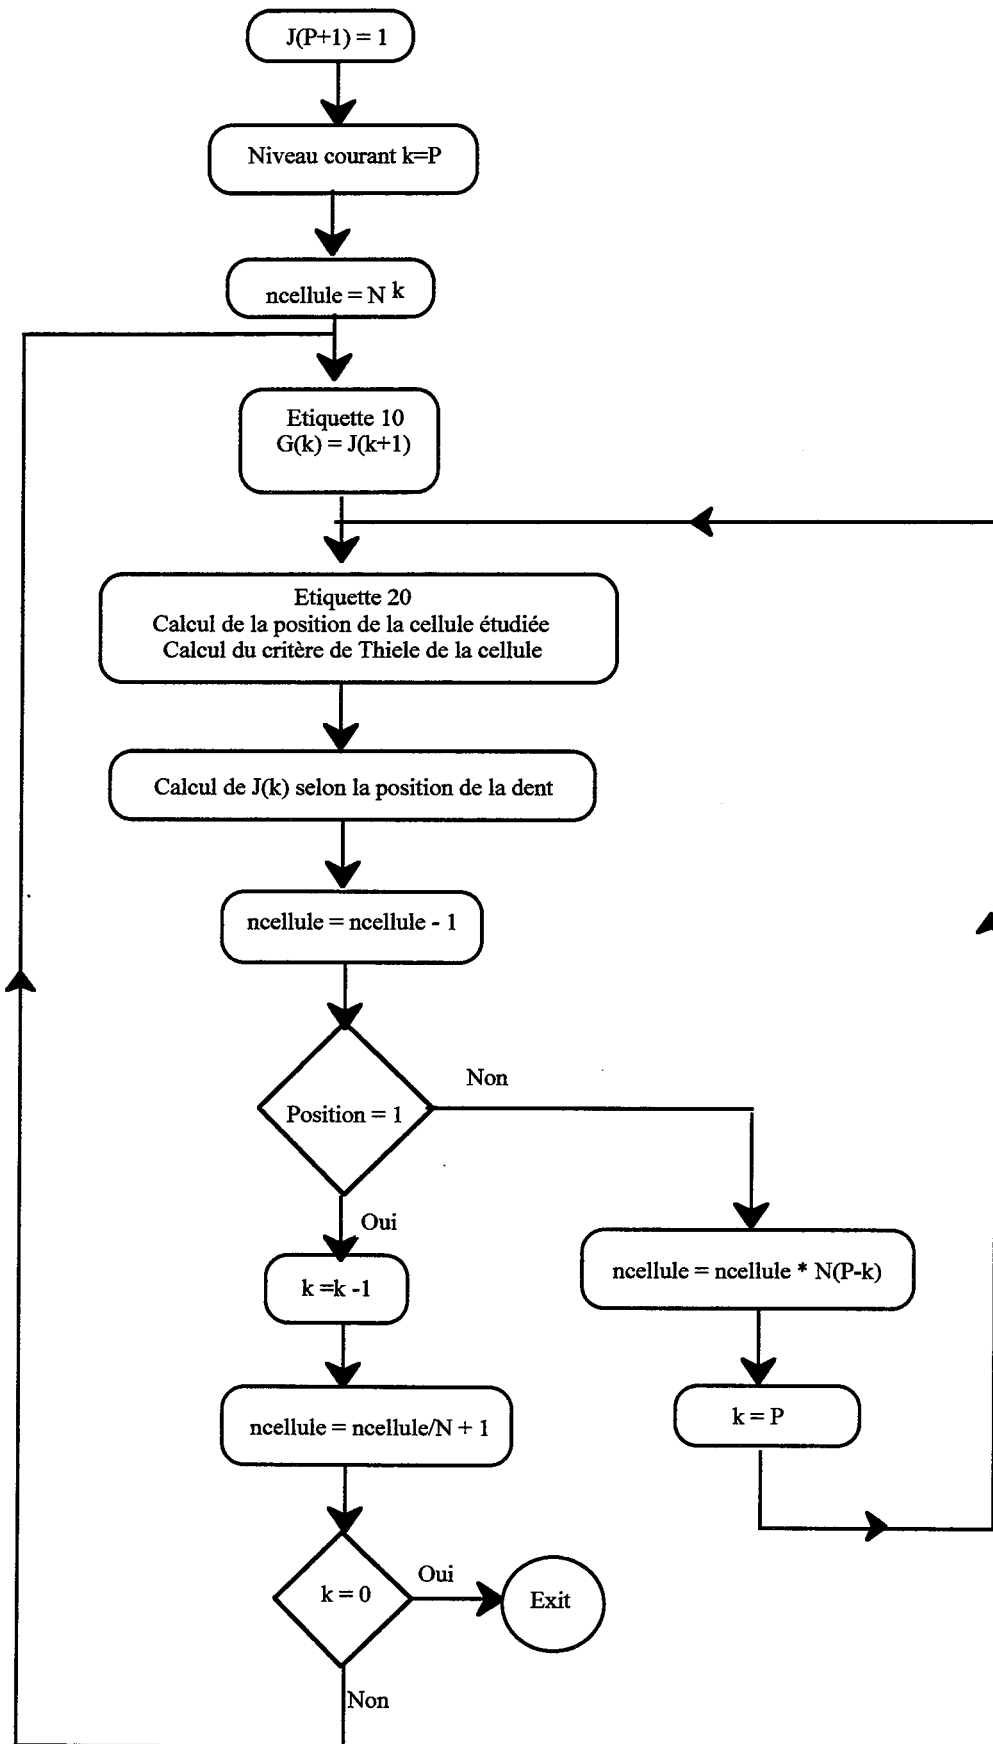 J(P+1) = 1
Niveau courant k=P
ncellule = N k
Etiquette 10
G(k) = J(k+1)
Etiquette 20
Calcul de la position de la cellule étudiée
Calcul du critère de Thiele de la cellule
Calcul de J(k) selon la position de la dent
ncellule = ncellule - 1
Non
Position = 1
Oui
k =k -1
ncellule = ncellule * N(P-k)
ncellule = ncellule/N + 1
k = P
k = 0
Oui
Exit
Non